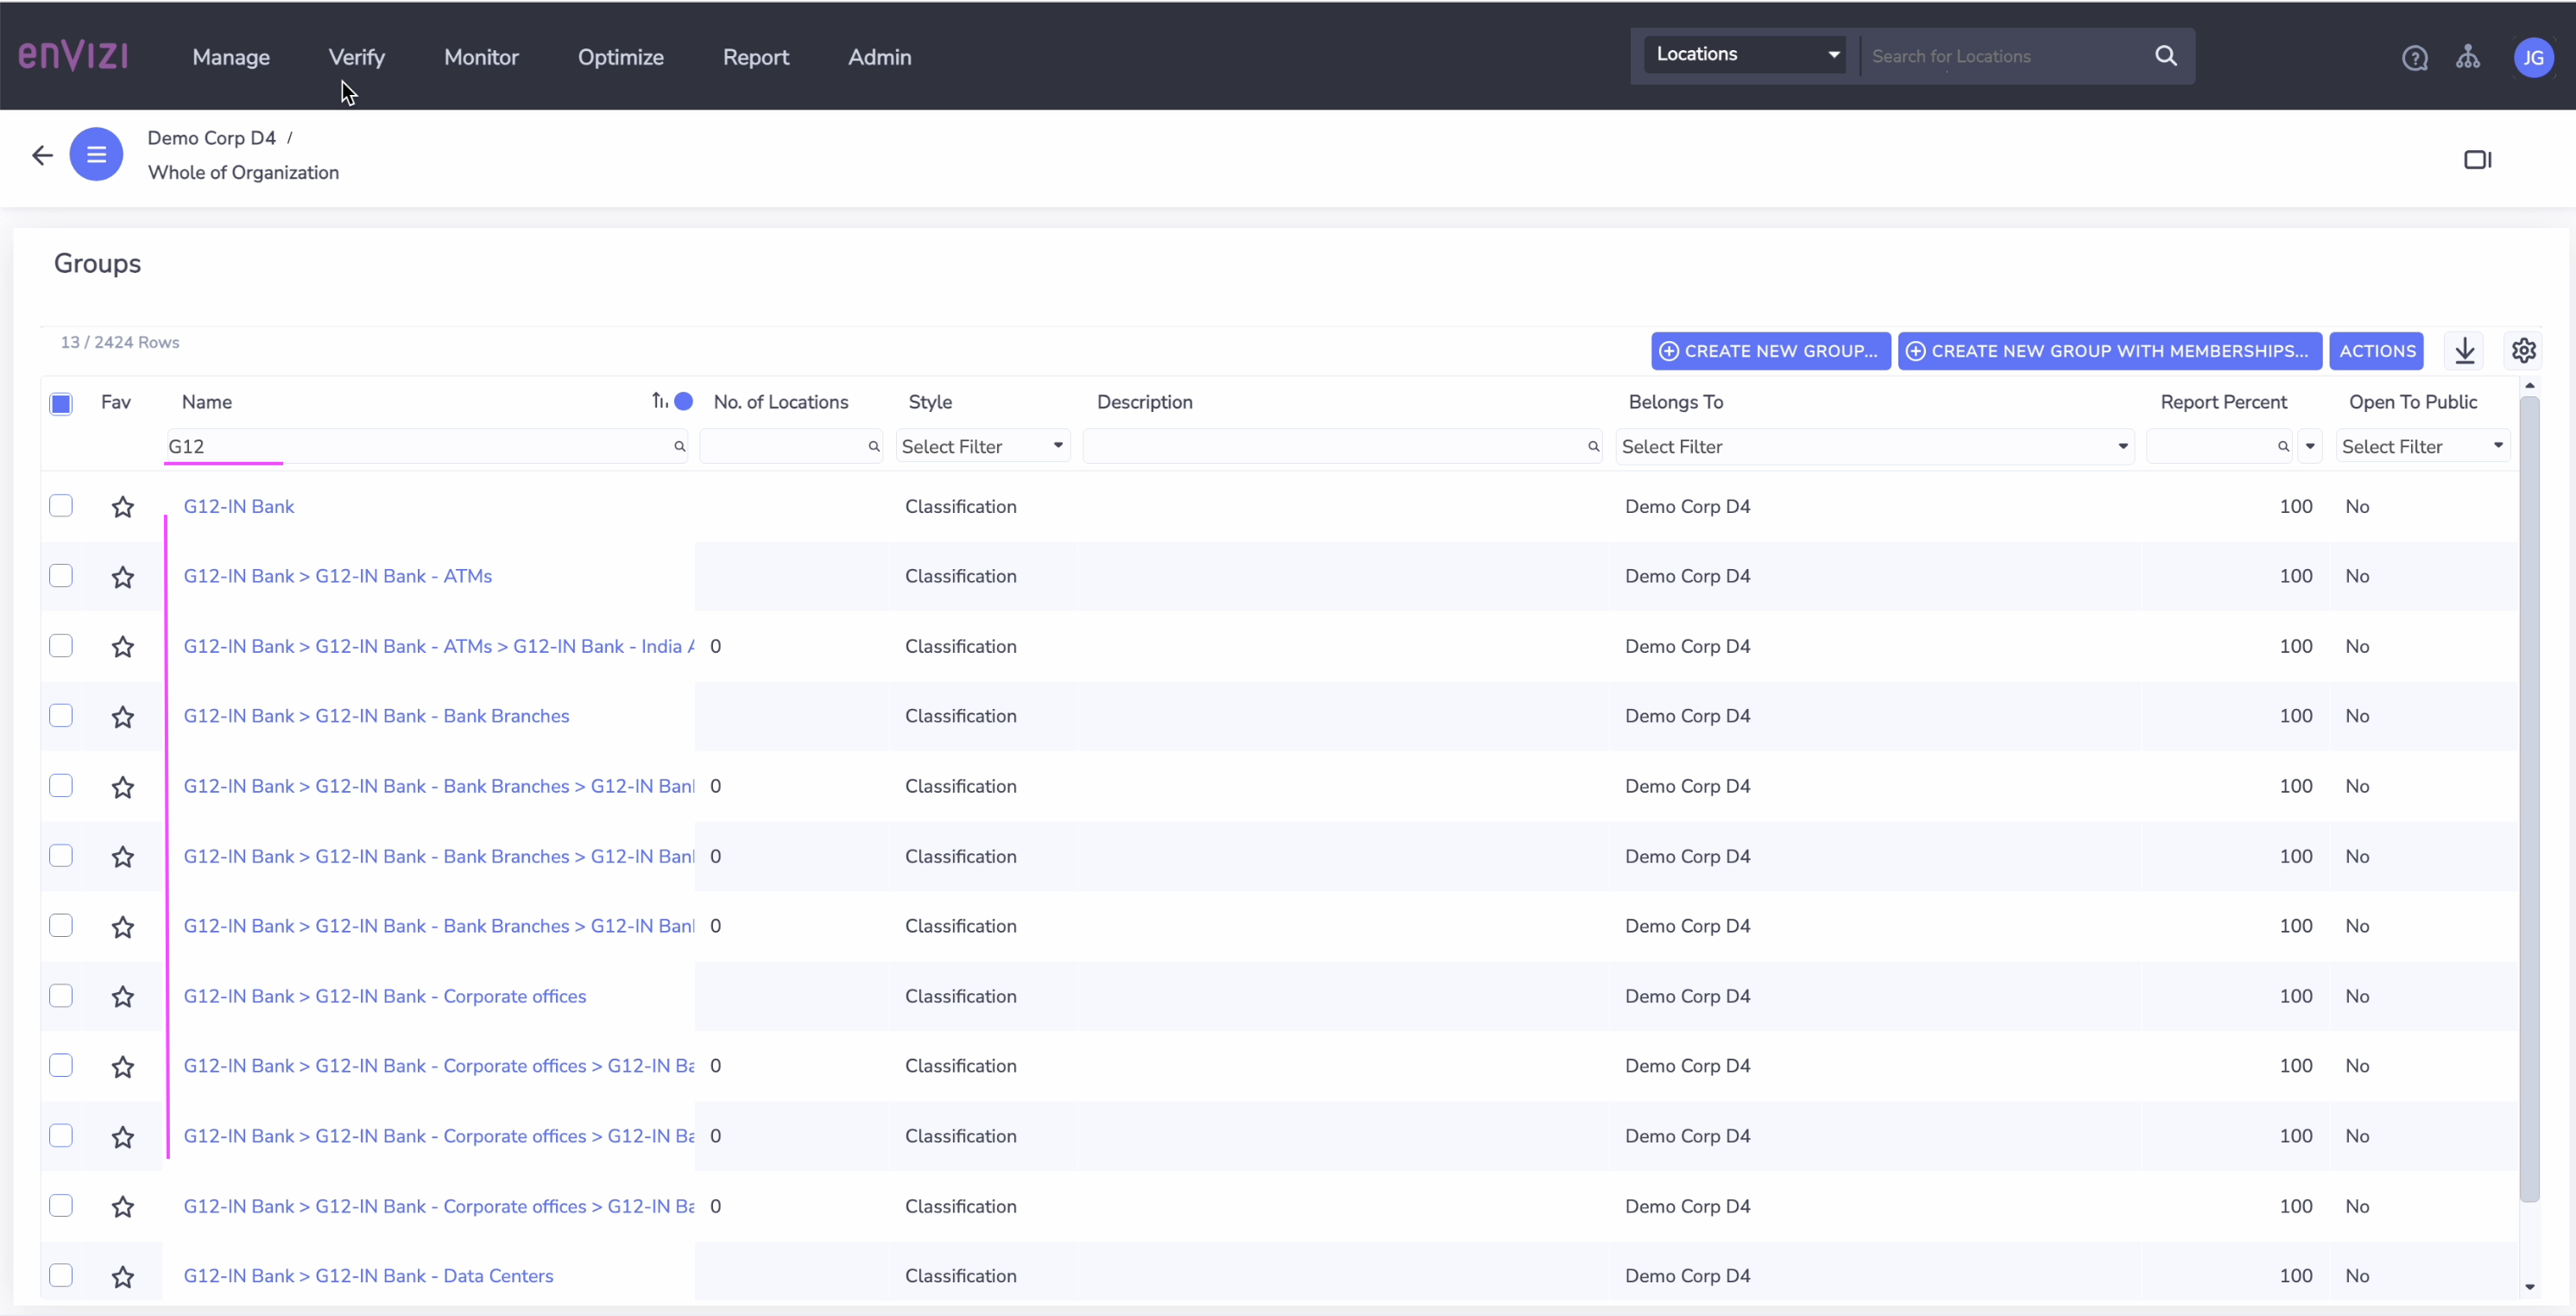 enVIZI Manage Verify Monitor Optimize Report Admin Locations Search for Locations JG
Demo Corp D4 /
Whole of Organization
Groups
13 / 2424 Rows CREATE NEW GROUP... CREATE NEW GROUP WITH MEMBERSHIPS... ACTIONS
Fav Name No. of Locations Style Description Belongs To Report Percent Open To Public
G12 Select Filter Select Filter Select Filter
G12-IN Bank Classification Demo Corp D4 100 No
G12-IN Bank > G12-IN Bank - ATMs Classification Demo Corp D4 100 No
G12-IN Bank > G12-IN Bank - ATMs > G12-IN Bank - India 0 Classification Demo Corp D4 100 No
G12-IN Bank > G12-IN Bank - Bank Branches Classification Demo Corp D4 100 No
G12-IN Bank > G12-IN Bank - Bank Branches > G12-IN Ban 0 Classification Demo Corp D4 100 No
G12-IN Bank > G12-IN Bank - Bank Branches > G12-IN Ban 0 Classification Demo Corp D4 100 No
G12-IN Bank > G12-IN Bank - Bank Branches > G12-IN Ban 0 Classification Demo Corp D4 100 No
G12-IN Bank > G12-IN Bank - Corporate offices Classification Demo Corp D4 100 No
G12-IN Bank > G12-IN Bank - Corporate offices > G12-IN Ba 0 Classification Demo Corp D4 100 No
G12-IN Bank > G12-IN Bank - Corporate offices > G12-IN Ba 0 Classification Demo Corp D4 100 No
G12-IN Bank > G12-IN Bank - Corporate offices > G12-IN Ba 0 Classification Demo Corp D4 100 No
G12-IN Bank > G12-IN Bank - Data Centers Classification Demo Corp D4 100 No